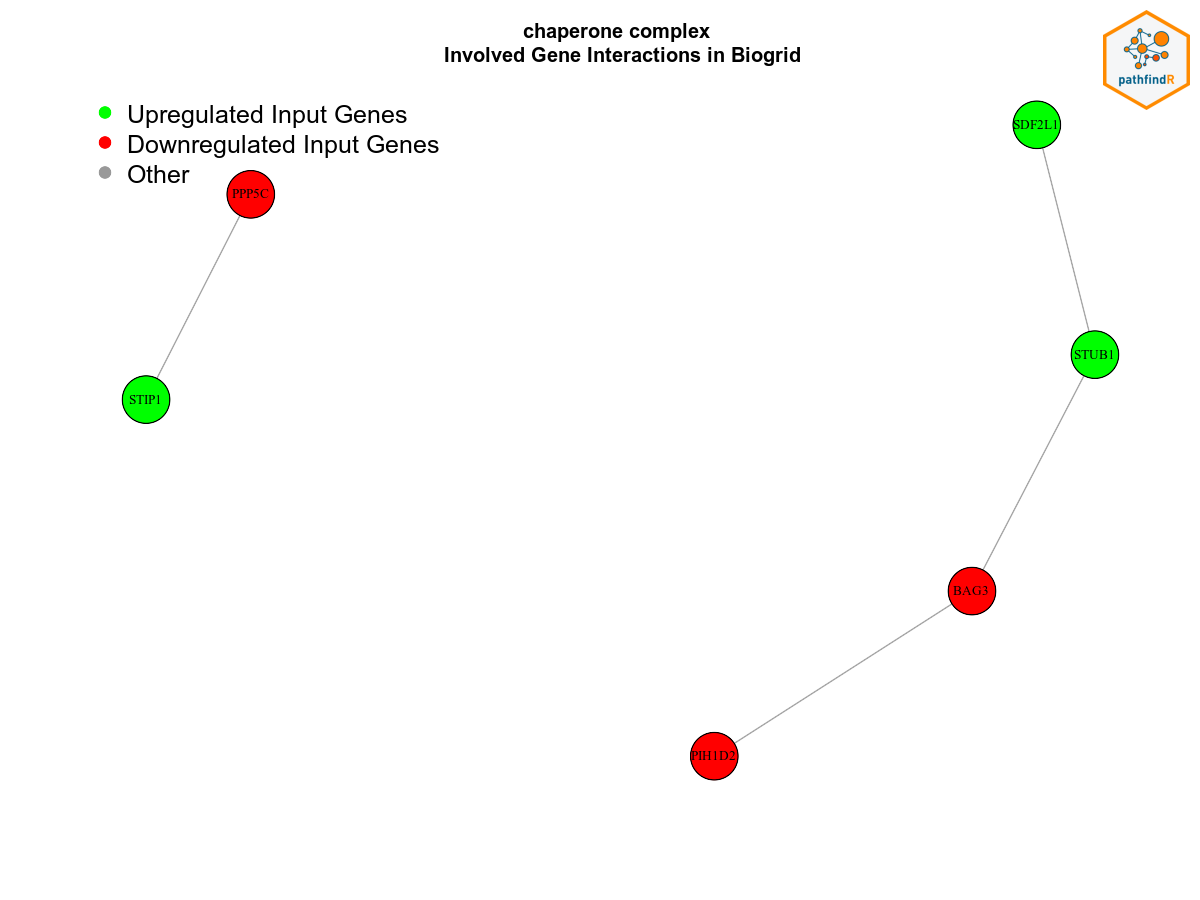 chaperone complex
Involved Gene Interactions in Biogrid
pathfindR
Upregulated Input Genes
Downregulated Input Genes
Other
SDF2L1
PPP5C
STUB1
STIP1
BAG3
PIH1D2